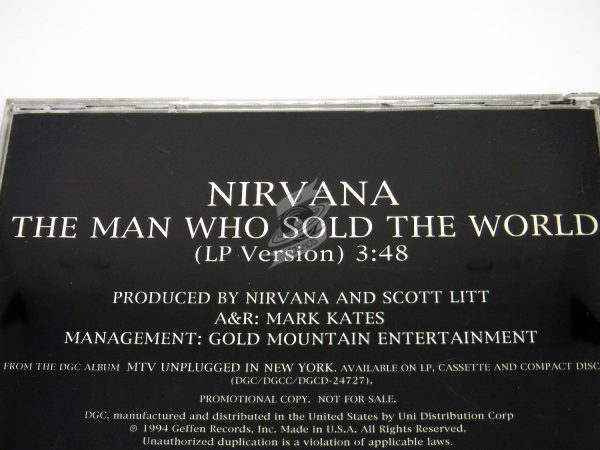 NIRVANA
THE MAN WHO SOLD THE WORLD
(LP Version) 3:48
PRODUCED BY NIRVANA AND SCOTT LITT
A&R: MARK KATES
MANAGEMENT: GOLD MOUNTAIN ENTERTAINMENT
FROM THE DGC ALBUM MTV UNPLUGGED IN NEW YORK. AVAILABLE ON LP, CASSETTE AND COMPACT DISC
(DGC/DGCC/DGCD-24727).
PROMOTIONAL COPY. NOT FOR SALE.
DGC, manufactured and distributed in the United States by Uni Distribution Corp
℗ 1994 Geffen Records, Inc. Made in U.S.A. All Rights Reserved.
Unauthorized duplication is a violation of applicable laws.